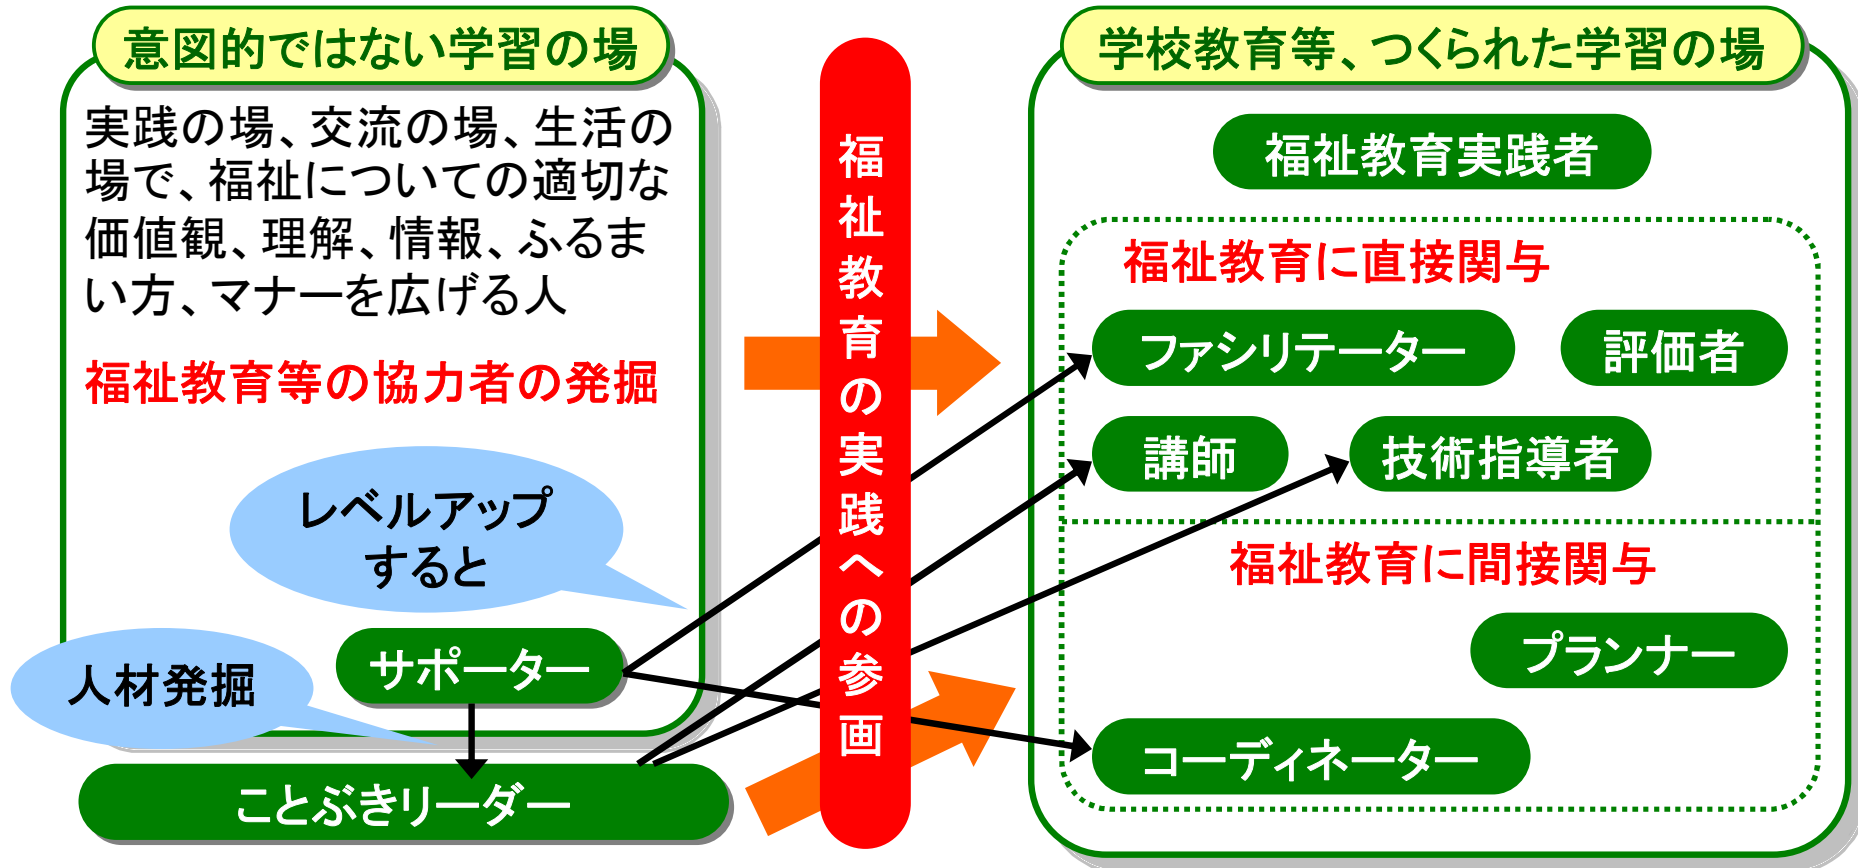 意図的ではない学習の場
実践の場、交流の場、生活の
場で、福祉についての適切な
価値観、理解、情報、ふるま
い方、マナーを広げる人
福祉教育等の協力者の発掘
レベルアップ
すると
サポーター
人材発掘
ことぶきリーダー
福祉教育の実践への参画
学校教育等、つくられた学習の場
福祉教育実践者
福祉教育に直接関与
ファシリテーター
評価者
講師
技術指導者
福祉教育に間接関与
プランナー
コーディネーター